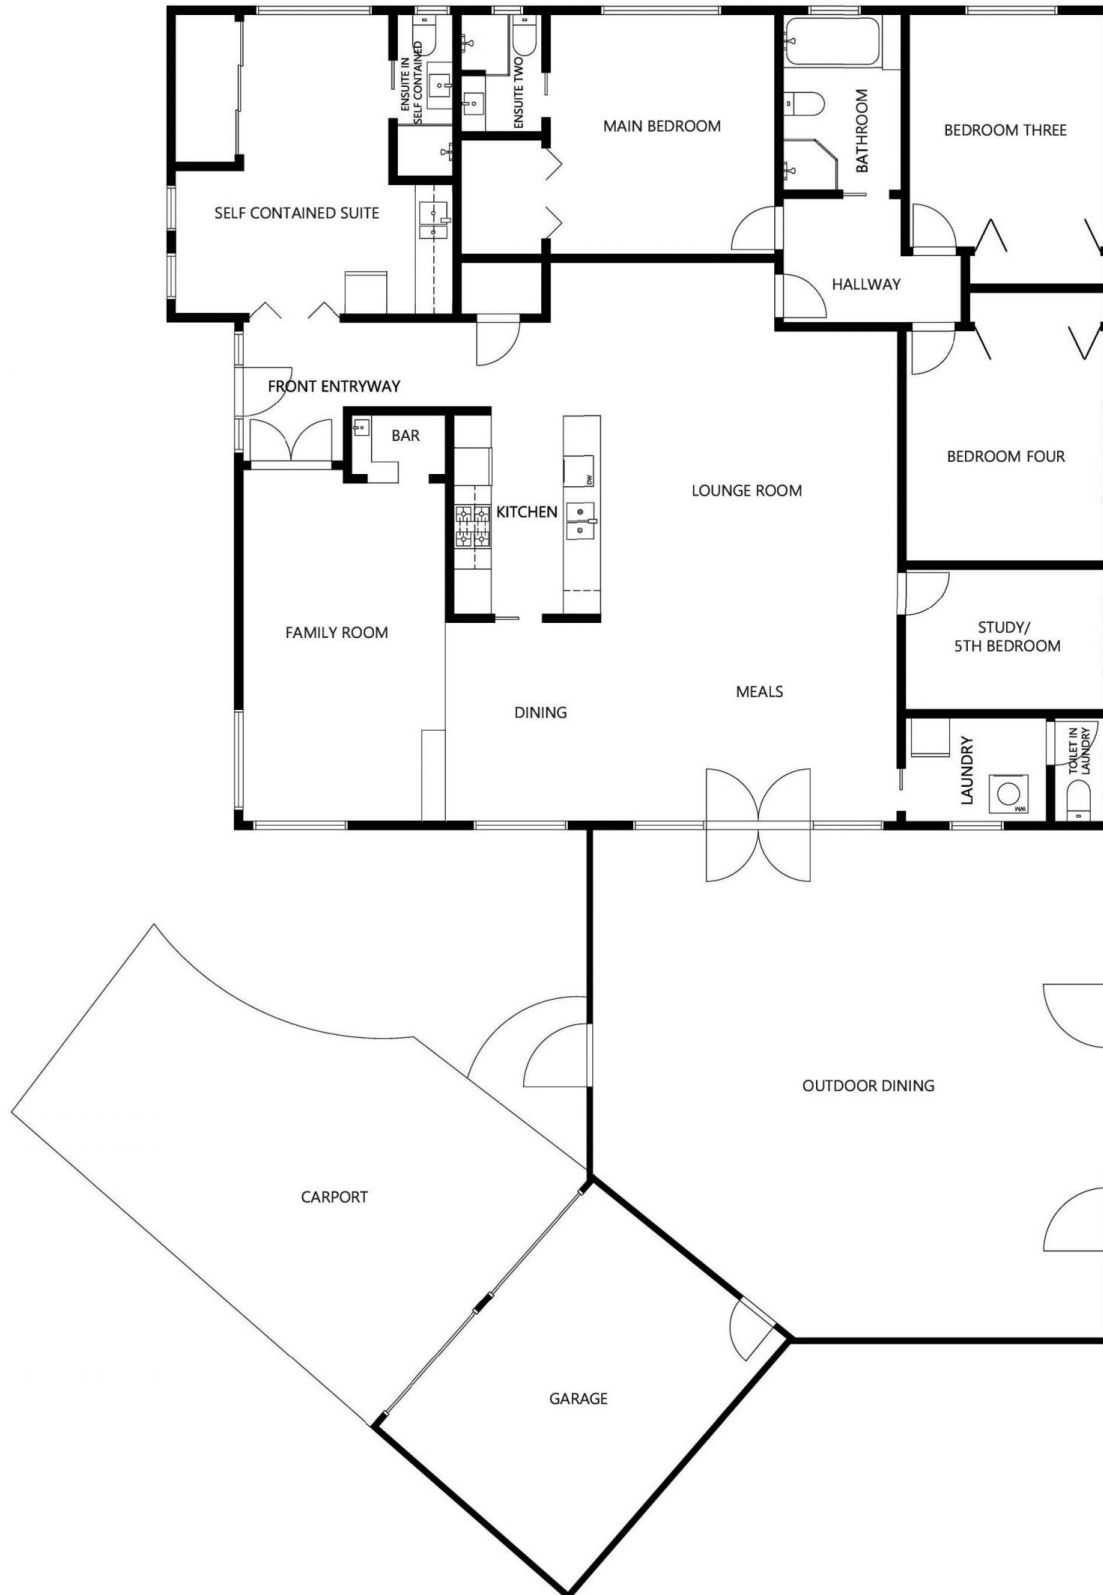 ENSUITE IN
SELF CONTAINED
ENSUITE TWO
MAIN BEDROOM
BATHROOM
BEDROOM THREE
SELF CONTAINED SUITE
HALLWAY
FRONT ENTRYWAY
BAR
BEDROOM FOUR
DW
LOUNGE ROOM
KITCHEN
FAMILY ROOM
STUDY/
5TH BEDROOM
MEALS
DINING
LAUNDRY
TOILET IN
LAUNDRY
WM
OUTDOOR DINING
CARPORT
GARAGE